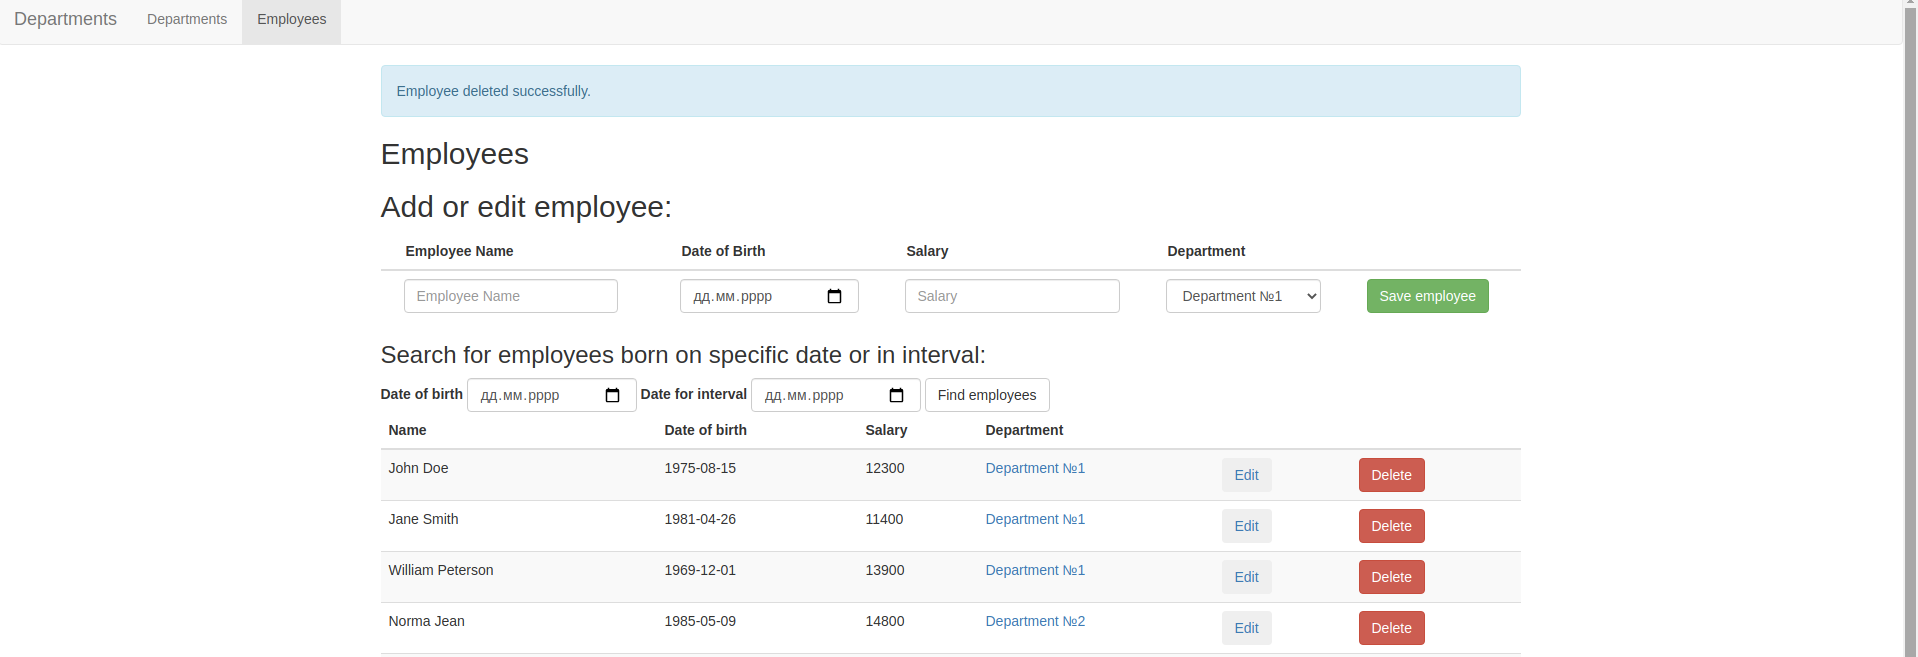 Departments Departments Employees
Employee deleted successfully.
Employees
Add or edit employee:
Employee Name Date of Birth Salary Department
Employee Name дд.мм.рррр Salary Department №1 Save employee
Search for employees born on specific date or in interval:
Date of birth дд.мм.рррр Date for interval дд.мм.рррр Find employees
Name Date of birth Salary Department
John Doe 1975-08-15 12300 Department №1 Edit Delete
Jane Smith 1981-04-26 11400 Department №1 Edit Delete
William Peterson 1969-12-01 13900 Department №1 Edit Delete
Norma Jean 1985-05-09 14800 Department №2 Edit Delete